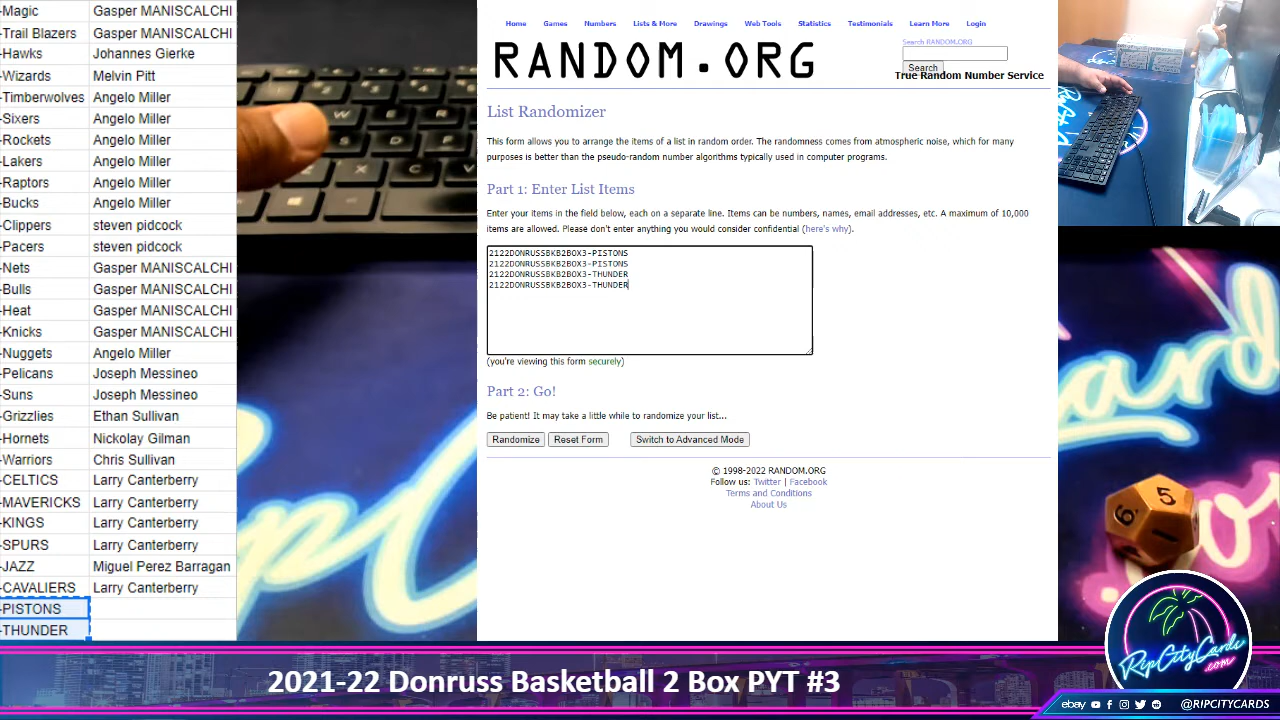 -Magic Gasper MANISCALCHI
-Trail Blazers Gasper MANISCALCHI
-Hawks Johannes Gierke
-Wizards Melvin Pitt
-Timberwolves Angelo Miller
-Sixers Angelo Miller
-Rockets Angelo Miller
-Lakers Angelo Miller
-Raptors Angelo Miller
-Bucks Angelo Miller
-Clippers steven pidcock
-Pacers steven pidcock
-Nets Gasper MANISCALCHI
-Bulls Gasper MANISCALCHI
-Heat Gasper MANISCALCHI
-Knicks Gasper MANISCALCHI
-Nuggets Angelo Miller
-Pelicans Joseph Messineo
-Suns Joseph Messineo
-Grizzlies Ethan Sullivan
-Hornets Nickolay Gilman
-Warriors Chris Sullivan
-CELTICS Larry Canterberry
-MAVERICKS Larry Canterberry
-KINGS Larry Canterberry
-SPURS Larry Canterberry
-JAZZ Miguel Perez Barragan
-CAVALIERS Larry Canterberry
-PISTONS
-THUNDER
Home Games Numbers Lists & More Drawings Web Tools Statistics Testimonials Learn More Login
RANDOM.ORG
Search RANDOM.ORG
Search
True Random Number Service
List Randomizer
This form allows you to arrange the items of a list in random order. The randomness comes from atmospheric noise, which for many
purposes is better than the pseudo-random number algorithms typically used in computer programs.
Part 1: Enter List Items
Enter your items in the field below, each on a separate line. Items can be numbers, names, email addresses, etc. A maximum of 10,000
items are allowed. Please don't enter anything you would consider confidential (here's why).
2122DONRUSSBKB2BOX3-PISTONS
2122DONRUSSBKB2BOX3-PISTONS
2122DONRUSSBKB2BOX3-THUNDER
2122DONRUSSBKB2BOX3-THUNDER
(you're viewing this form securely)
Part 2: Go!
Be patient! It may take a little while to randomize your list...
Randomize Reset Form Switch to Advanced Mode
© 1998-2022 RANDOM.ORG
Follow us: Twitter | Facebook
Terms and Conditions
About Us
6 5
RipCityCards
.com
2021-22 Donruss Basketball 2 Box PYT #3
ebay @RIPCITYCARDS